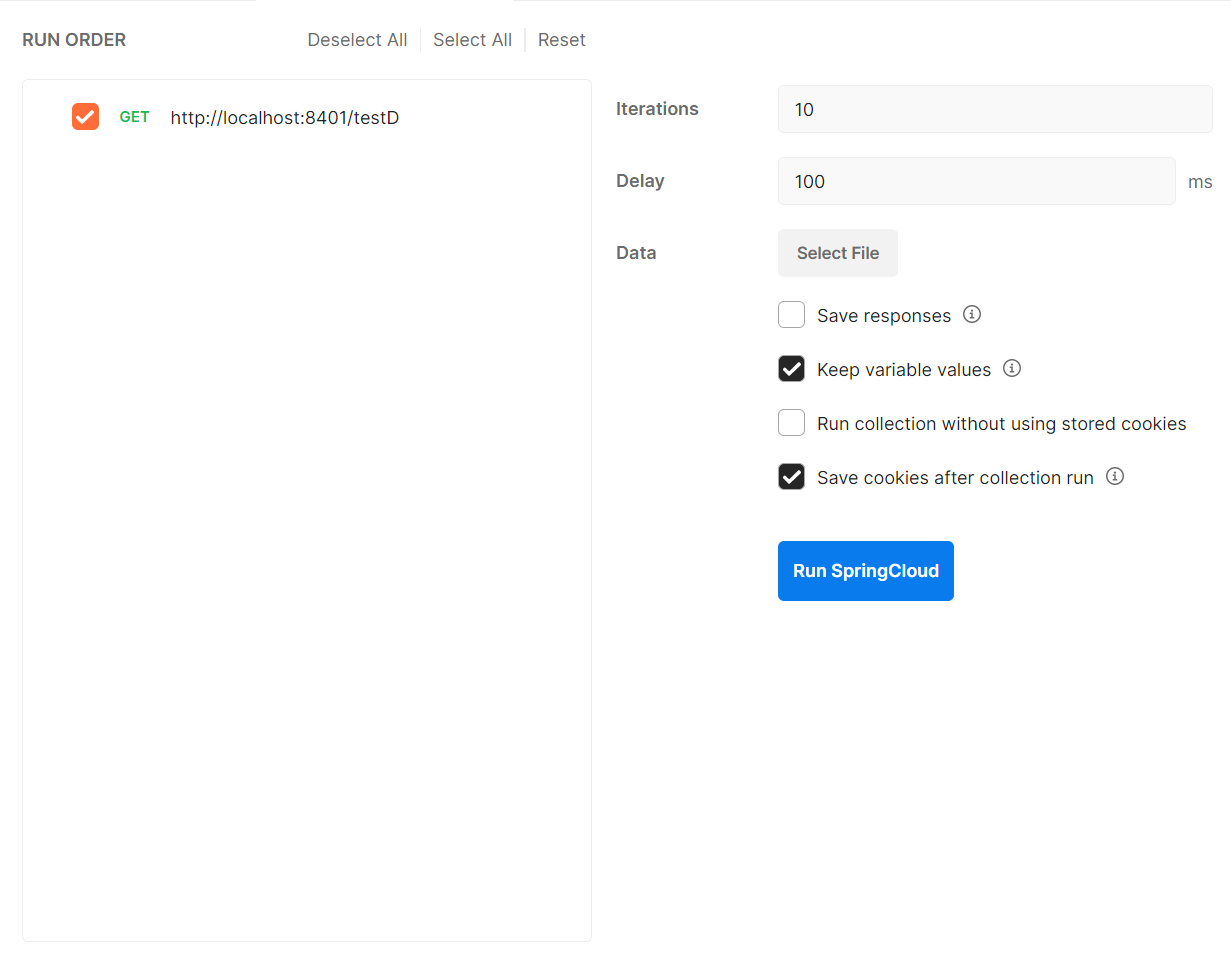 RUN ORDER Deselect All Select All Reset
GET http://localhost:8401/testD
Iterations 10
Delay 100 ms
Data Select File
Save responses
Keep variable values
Run collection without using stored cookies
Save cookies after collection run
Run SpringCloud